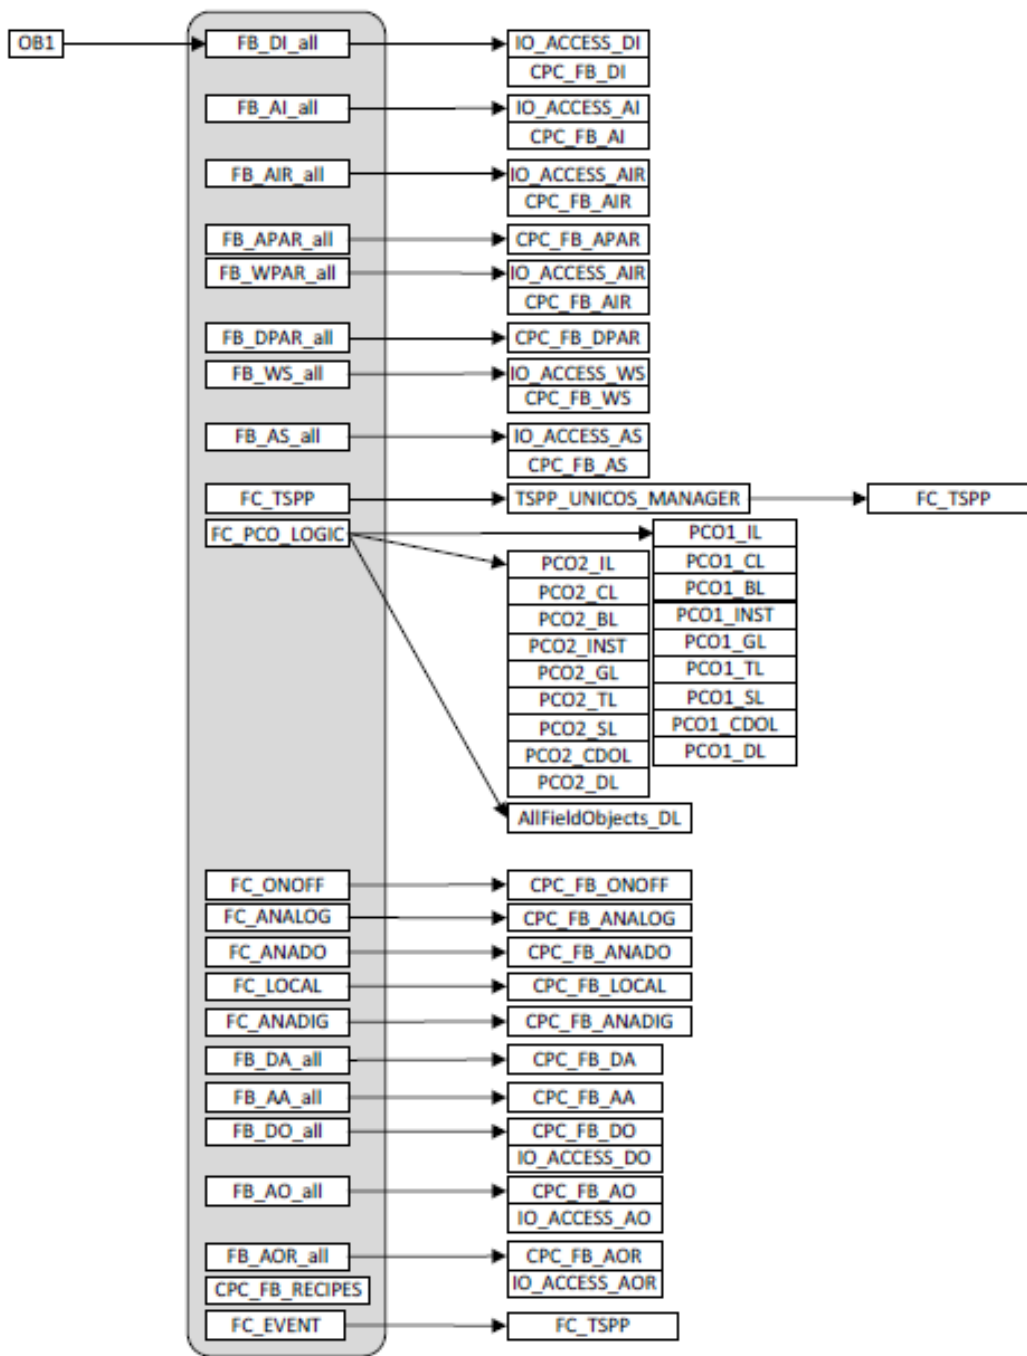 OB1
FB_DI_all
IO_ACCESS_DI
CPC_FB_DI
FB_AI_all
IO_ACCESS_AI
CPC_FB_AI
FB_AIR_all
IO_ACCESS_AIR
CPC_FB_AIR
FB_APAR_all
CPC_FB_APAR
FB_WPAR_all
IO_ACCESS_AIR
CPC_FB_AIR
FB_DPAR_all
CPC_FB_DPAR
FB_WS_all
IO_ACCESS_WS
CPC_FB_WS
FB_AS_all
IO_ACCESS_AS
CPC_FB_AS
FC_TSPP
TSPP_UNICOS_MANAGER
FC_TSPP
FC_PCO_LOGIC
PCO1_IL
PCO1_CL
PCO1_BL
PCO1_INST
PCO1_GL
PCO1_TL
PCO1_SL
PCO1_CDOL
PCO1_DL
PCO2_IL
PCO2_CL
PCO2_BL
PCO2_INST
PCO2_GL
PCO2_TL
PCO2_SL
PCO2_CDOL
PCO2_DL
AllFieldObjects_DL
FC_ONOFF
CPC_FB_ONOFF
FC_ANALOG
CPC_FB_ANALOG
FC_ANADO
CPC_FB_ANADO
FC_LOCAL
CPC_FB_LOCAL
FC_ANADIG
CPC_FB_ANADIG
FB_DA_all
CPC_FB_DA
FB_AA_all
CPC_FB_AA
FB_DO_all
CPC_FB_DO
IO_ACCESS_DO
FB_AO_all
CPC_FB_AO
IO_ACCESS_AO
FB_AOR_all
CPC_FB_AOR
IO_ACCESS_AOR
CPC_FB_RECIPES
FC_EVENT
FC_TSPP